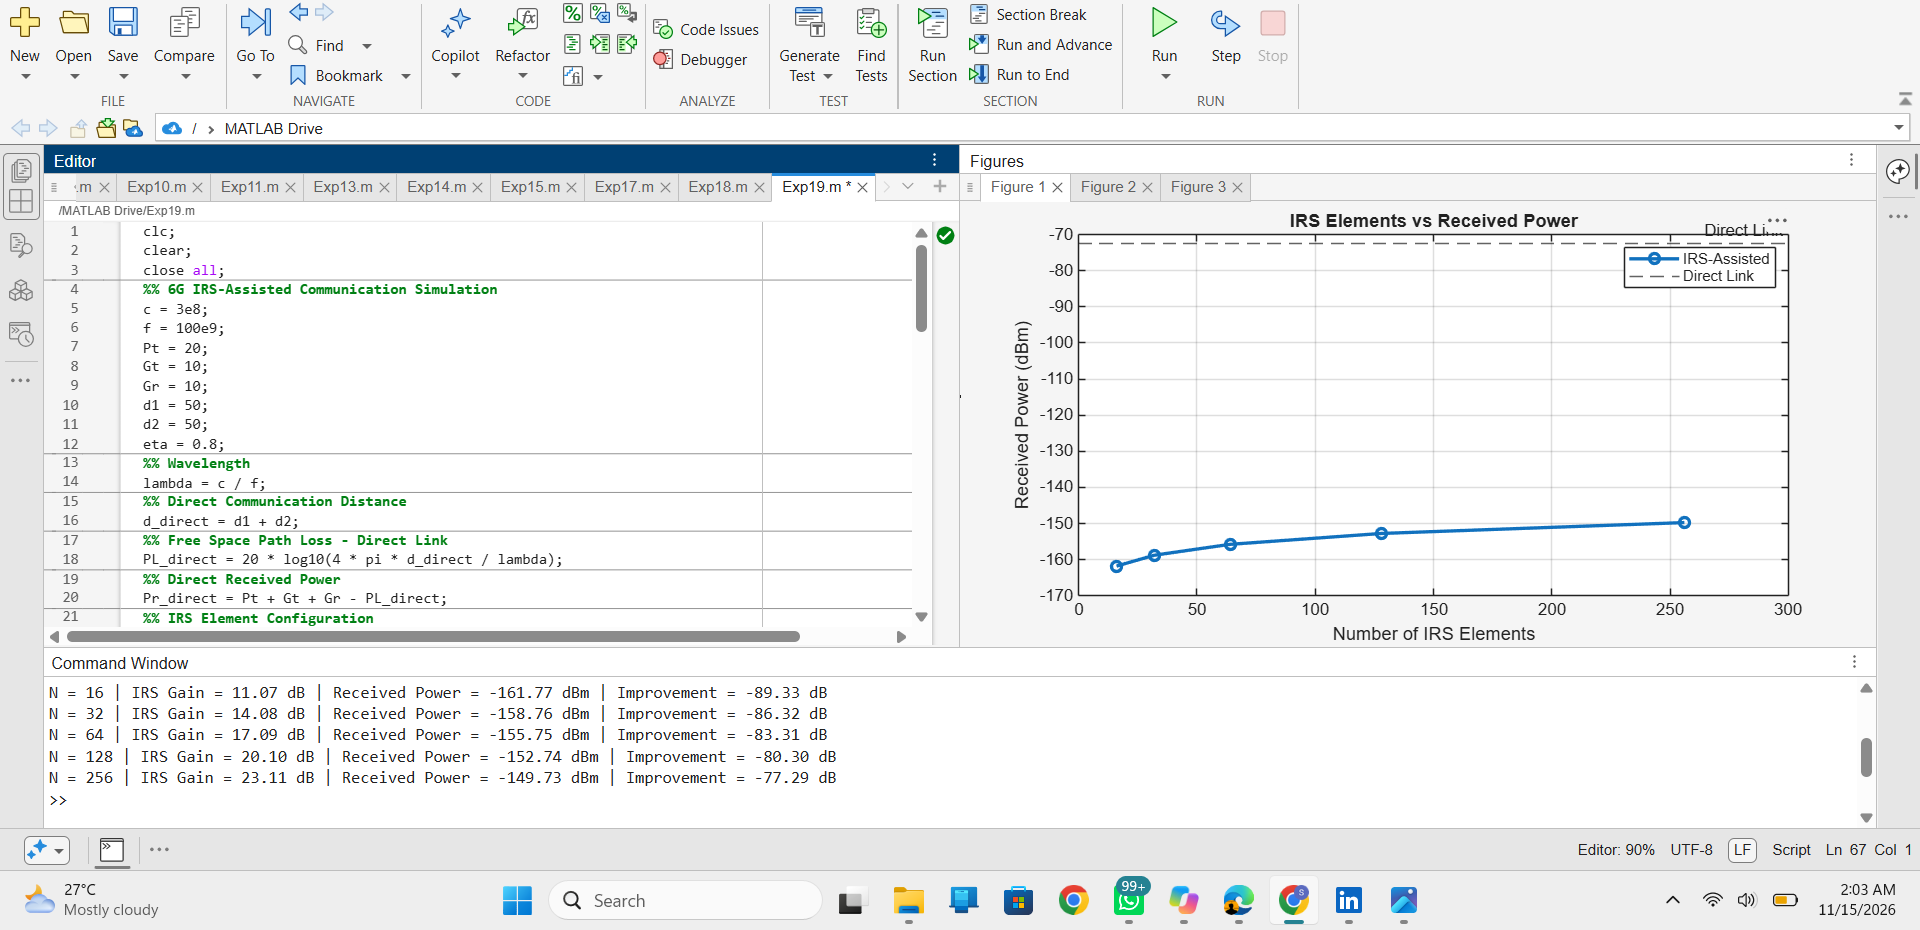 New
Open
Save
Compare
FILE
Go To
Find
Bookmark
NAVIGATE
Copilot
Refactor
CODE
Code Issues
Debugger
ANALYZE
Generate Test
Find Tests
TEST
Run Section
Section Break
Run and Advance
Run to End
SECTION
Run
Step
Stop
RUN
/ › MATLAB Drive
Editor
.m Exp10.m Exp11.m Exp13.m Exp14.m Exp15.m Exp17.m Exp18.m Exp19.m *
/MATLAB Drive/Exp19.m
1 clc;
2 clear;
3 close all;
4 %% 6G IRS-Assisted Communication Simulation
5 c = 3e8;
6 f = 100e9;
7 Pt = 20;
8 Gt = 10;
9 Gr = 10;
10 d1 = 50;
11 d2 = 50;
12 eta = 0.8;
13 %% Wavelength
14 lambda = c / f;
15 %% Direct Communication Distance
16 d_direct = d1 + d2;
17 %% Free Space Path Loss - Direct Link
18 PL_direct = 20 * log10(4 * pi * d_direct / lambda);
19 %% Direct Received Power
20 Pr_direct = Pt + Gt + Gr - PL_direct;
21 %% IRS Element Configuration
Figures
Figure 1 Figure 2 Figure 3
IRS Elements vs Received Power
Direct Li
IRS-Assisted
Direct Link
Received Power (dBm)
-70
-80
-90
-100
-110
-120
-130
-140
-150
-160
-170
0 50 100 150 200 250 300
Number of IRS Elements
Command Window
N = 16 | IRS Gain = 11.07 dB | Received Power = -161.77 dBm | Improvement = -89.33 dB
N = 32 | IRS Gain = 14.08 dB | Received Power = -158.76 dBm | Improvement = -86.32 dB
N = 64 | IRS Gain = 17.09 dB | Received Power = -155.75 dBm | Improvement = -83.31 dB
N = 128 | IRS Gain = 20.10 dB | Received Power = -152.74 dBm | Improvement = -80.30 dB
N = 256 | IRS Gain = 23.11 dB | Received Power = -149.73 dBm | Improvement = -77.29 dB
>>
Editor: 90% UTF-8 LF Script Ln 67 Col 1
27°C
Mostly cloudy
Search
99+
2:03 AM
11/15/2026